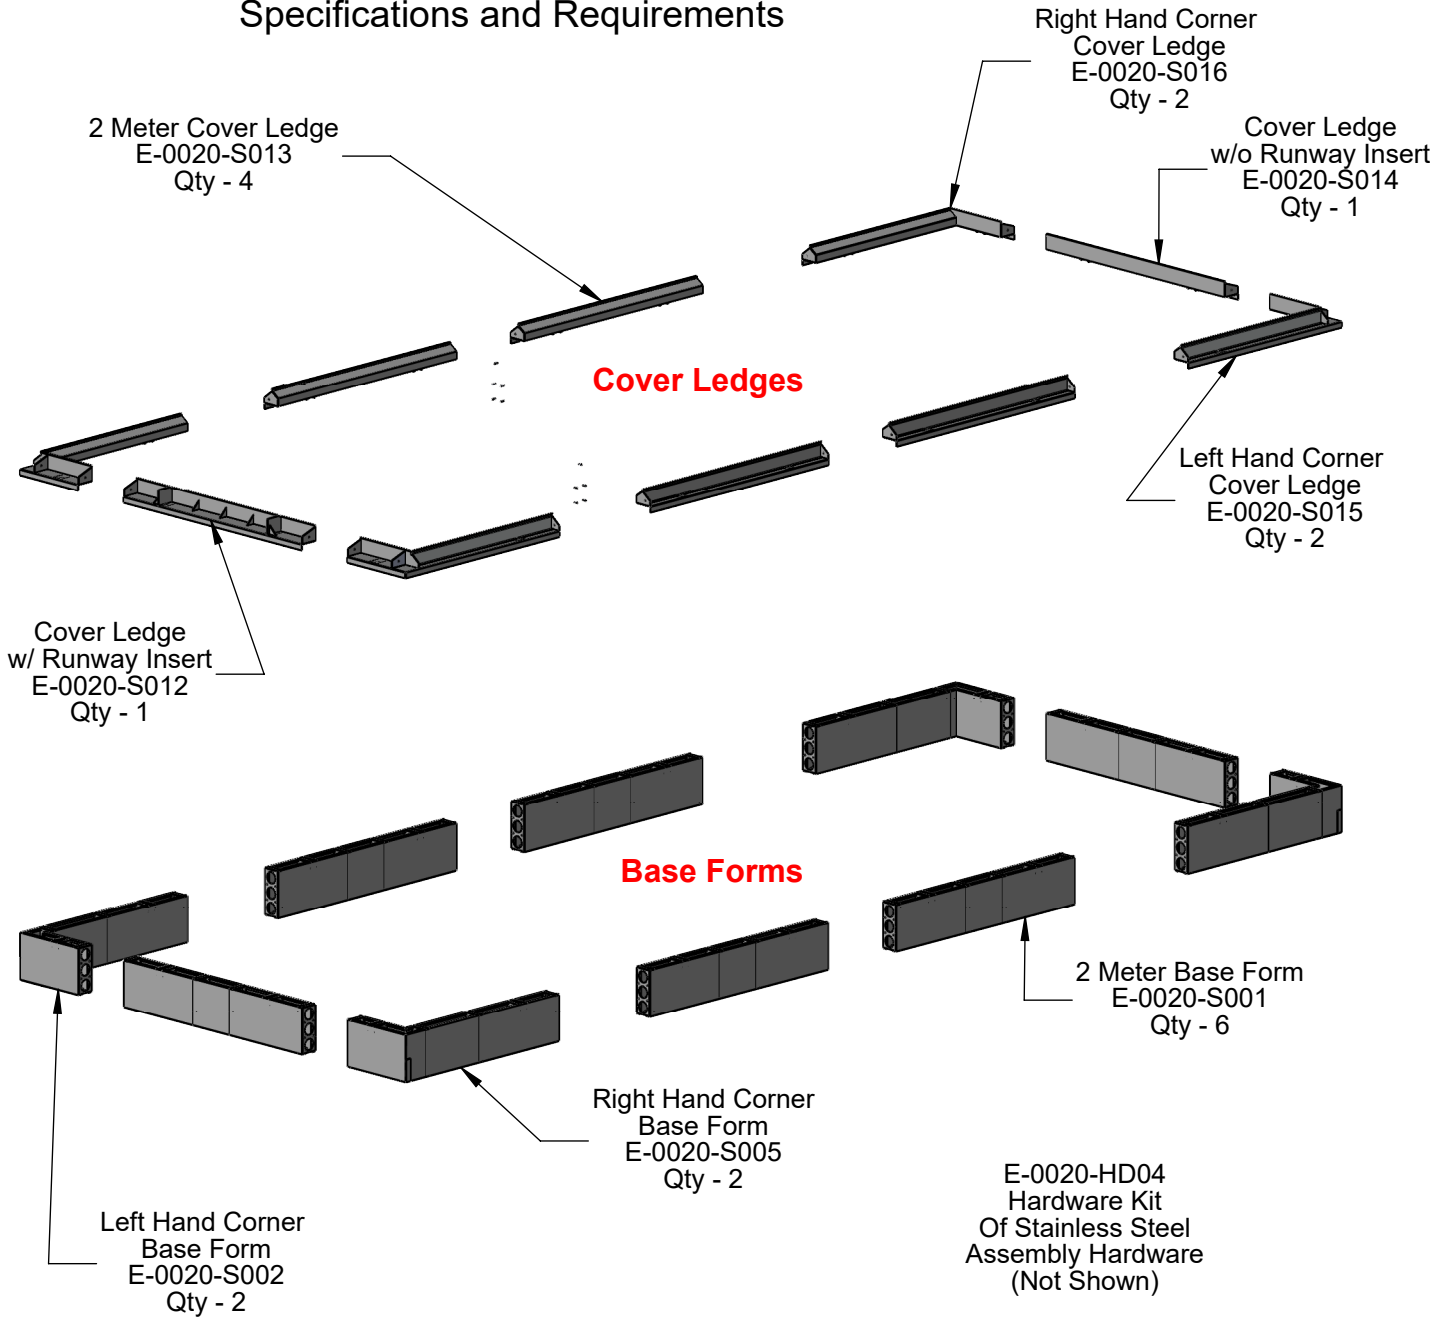 Specifications and Requirements
Right Hand Corner
Cover Ledge
E-0020-S016
Qty - 2
2 Meter Cover Ledge
E-0020-S013
Qty - 4
Cover Ledge
w/o Runway Insert
E-0020-S014
Qty - 1
Cover Ledges
Left Hand Corner
Cover Ledge
E-0020-S015
Qty - 2
Cover Ledge
w/ Runway Insert
E-0020-S012
Qty - 1
Base Forms
2 Meter Base Form
E-0020-S001
Qty - 6
Right Hand Corner
Base Form
E-0020-S005
Qty - 2
Left Hand Corner
Base Form
E-0020-S002
Qty - 2
E-0020-HD04
Hardware Kit
Of Stainless Steel
Assembly Hardware
(Not Shown)